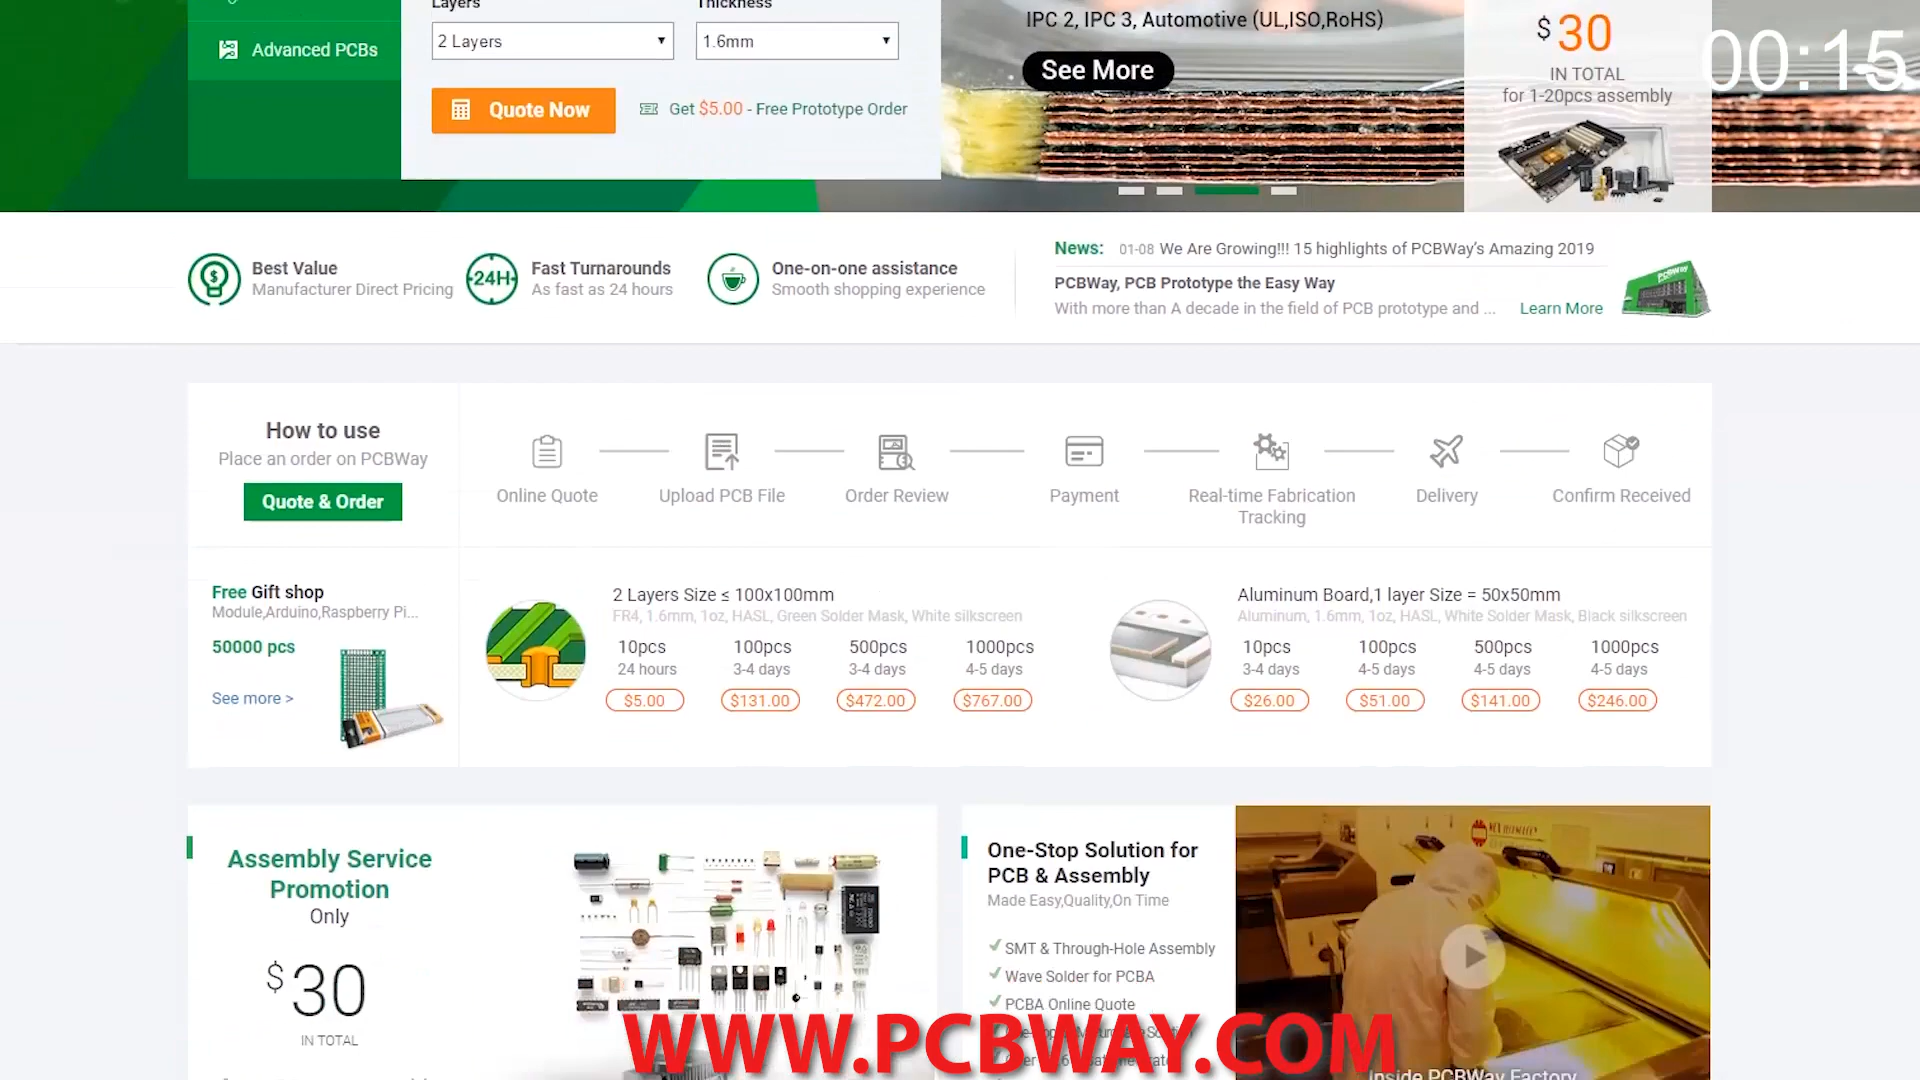 Layers
Thickness
Advanced PCBs
2 Layers
1.6mm
Quote Now
Get $5.00 - Free Prototype Order
IPC 2, IPC 3, Automotive (UL,ISO,RoHS)
See More
$ 30
IN TOTAL
for 1-20pcs assembly
00:15
Best Value
Manufacturer Direct Pricing
24H
Fast Turnarounds
As fast as 24 hours
One-on-one assistance
Smooth shopping experience
News: 01-08 We Are Growing!!! 15 highlights of PCBWay's Amazing 2019
PCBWay, PCB Prototype the Easy Way
With more than A decade in the field of PCB prototype and ... Learn More
PCBWay
How to use
Place an order on PCBWay
Quote & Order
Online Quote
Upload PCB File
Order Review
Payment
Real-time Fabrication
Tracking
Delivery
Confirm Received
Free Gift shop
Module,Arduino,Raspberry Pi...
50000 pcs
See more >
2 Layers Size ≤ 100x100mm
FR4, 1.6mm, 1oz, HASL, Green Solder Mask, White silkscreen
10pcs 100pcs 500pcs 1000pcs
24 hours 3-4 days 3-4 days 4-5 days
$5.00 $131.00 $472.00 $767.00
Aluminum Board,1 layer Size = 50x50mm
Aluminum, 1.6mm, 1oz, HASL, White Solder Mask, Black silkscreen
10pcs 100pcs 500pcs 1000pcs
3-4 days 4-5 days 4-5 days 4-5 days
$26.00 $51.00 $141.00 $246.00
Assembly Service
Promotion
Only
$ 30
IN TOTAL
One-Stop Solution for
PCB & Assembly
Made Easy,Quality,On Time
SMT & Through-Hole Assembly
Wave Solder for PCBA
PCBA Online Quote
WWW.PCBWAY.COM
Inside PCBWay Factory